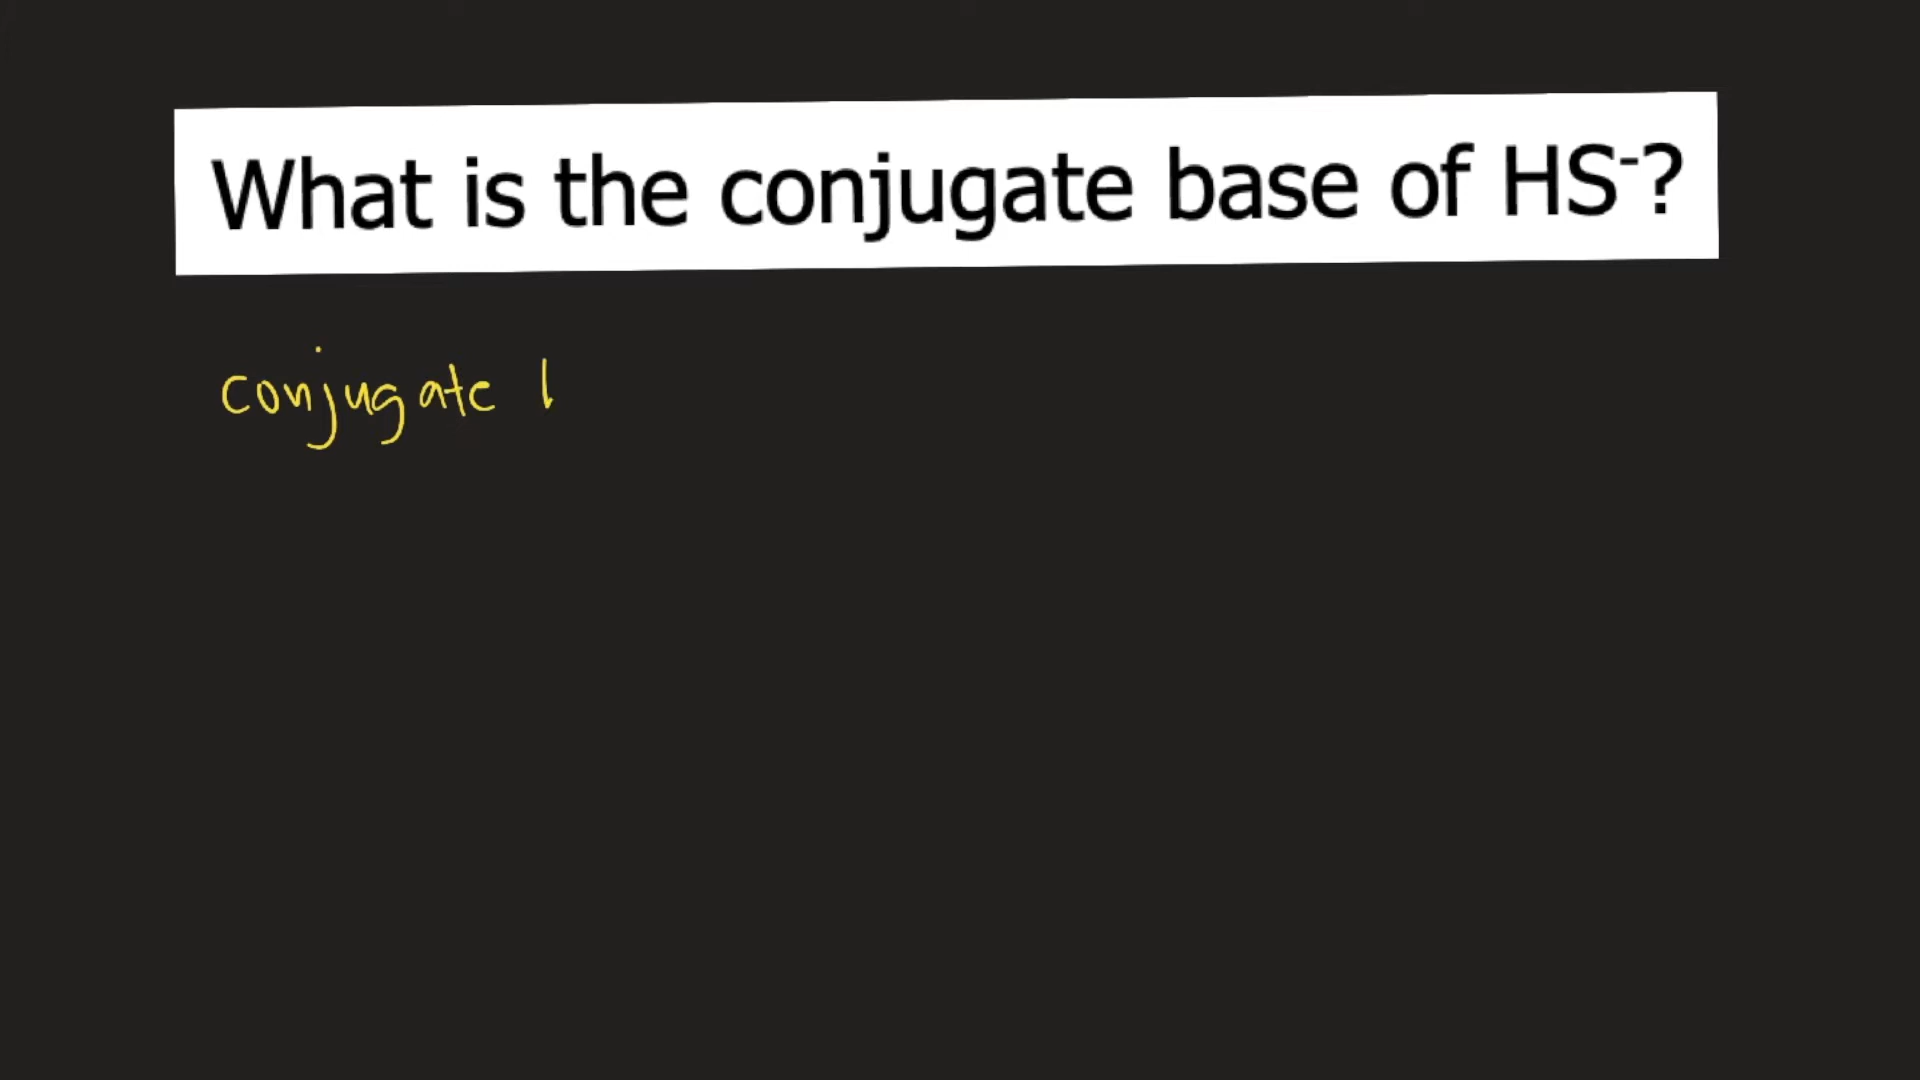 What is the conjugate base of HS⁻?
conjugate